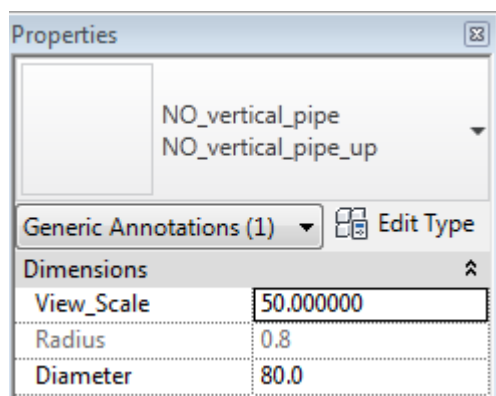 Properties
NO_vertical_pipe
NO_vertical_pipe_up
Generic Annotations (1) Edit Type
Dimensions
View_Scale 50.000000
Radius 0.8
Diameter 80.0